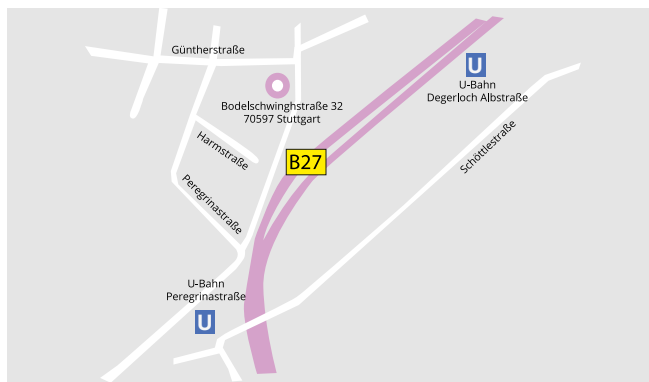 Güntherstraße
U
U-Bahn
Degerloch Albstraße
Bodelschwinghstraße 32
70597 Stuttgart
Harmstraße
B27
Schöttlestraße
Peregrinastraße
U-Bahn
Peregrinastraße
U